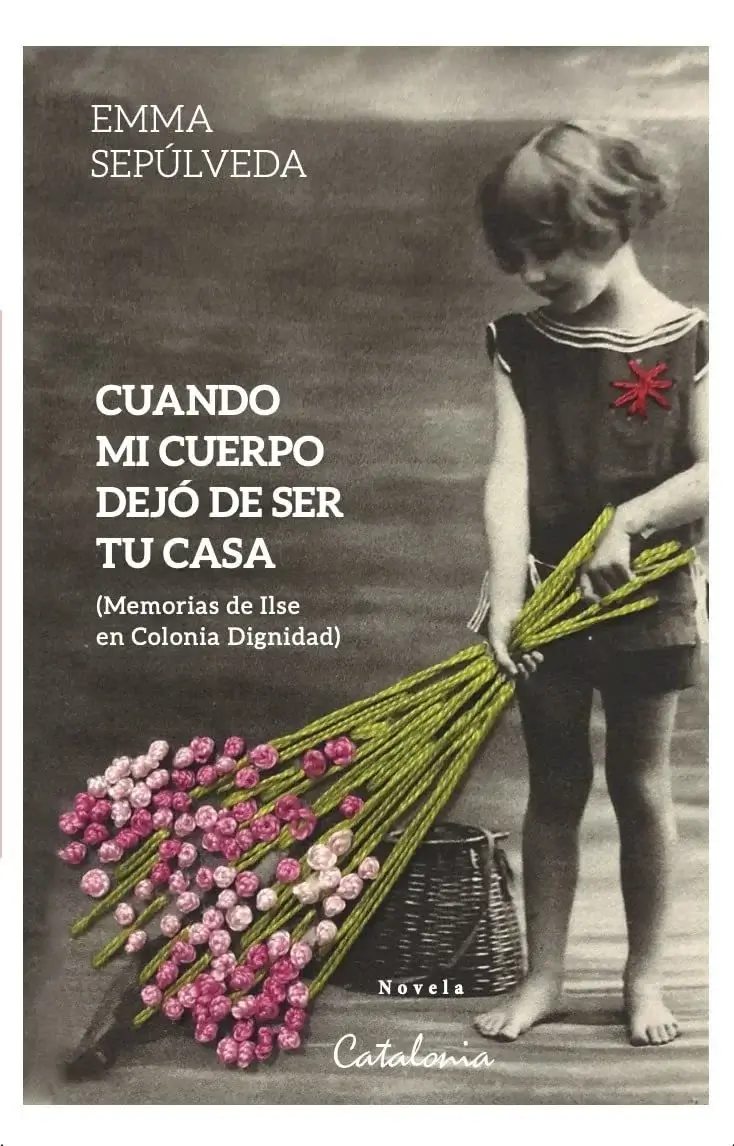 EMMA
SEPÚLVEDA
CUANDO
MI CUERPO
DEJÓ DE SER
TU CASA
(Memorias de Ilse
en Colonia Dignidad)
Novela
Catalonia